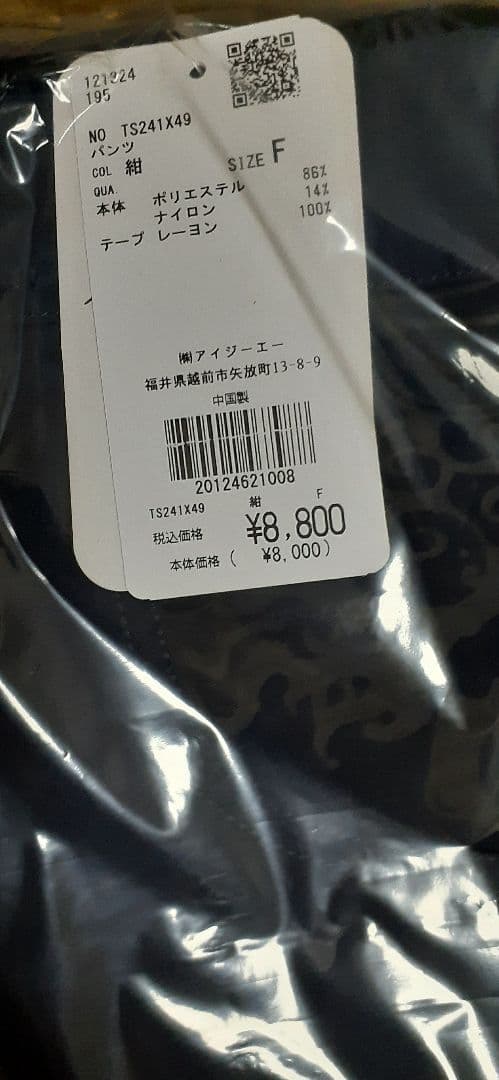 121324
195
NO TS241X49
パンツ
COL 紺 SIZE F
QUA.
本体 ポリエステル 86%
ナイロン 14%
テープ レーヨン 100%
㈱アイジーエー
福井県越前市矢放町13-8-9
中国製
20124621008
TS241X49 紺 F
税込価格 ¥8,800
本体価格( ¥8,000)